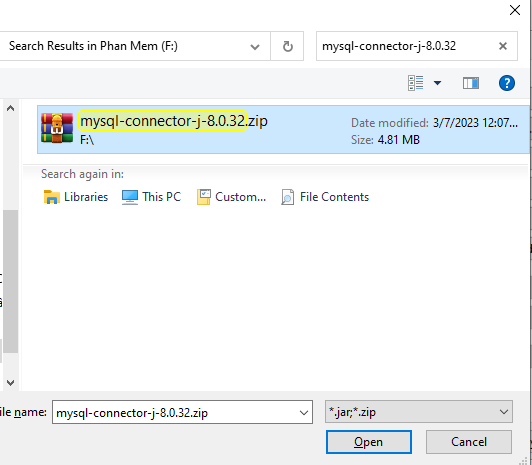 Search Results in Phan Mem (F:)
mysql-connector-j-8.0.32
mysql-connector-j-8.0.32.zip
Date modified: 3/7/2023 12:07...
F:\
Size: 4.81 MB
Search again in:
Libraries
This PC
Custom...
File Contents
ile name:
mysql-connector-j-8.0.32.zip
*.jar;*.zip
Open
Cancel